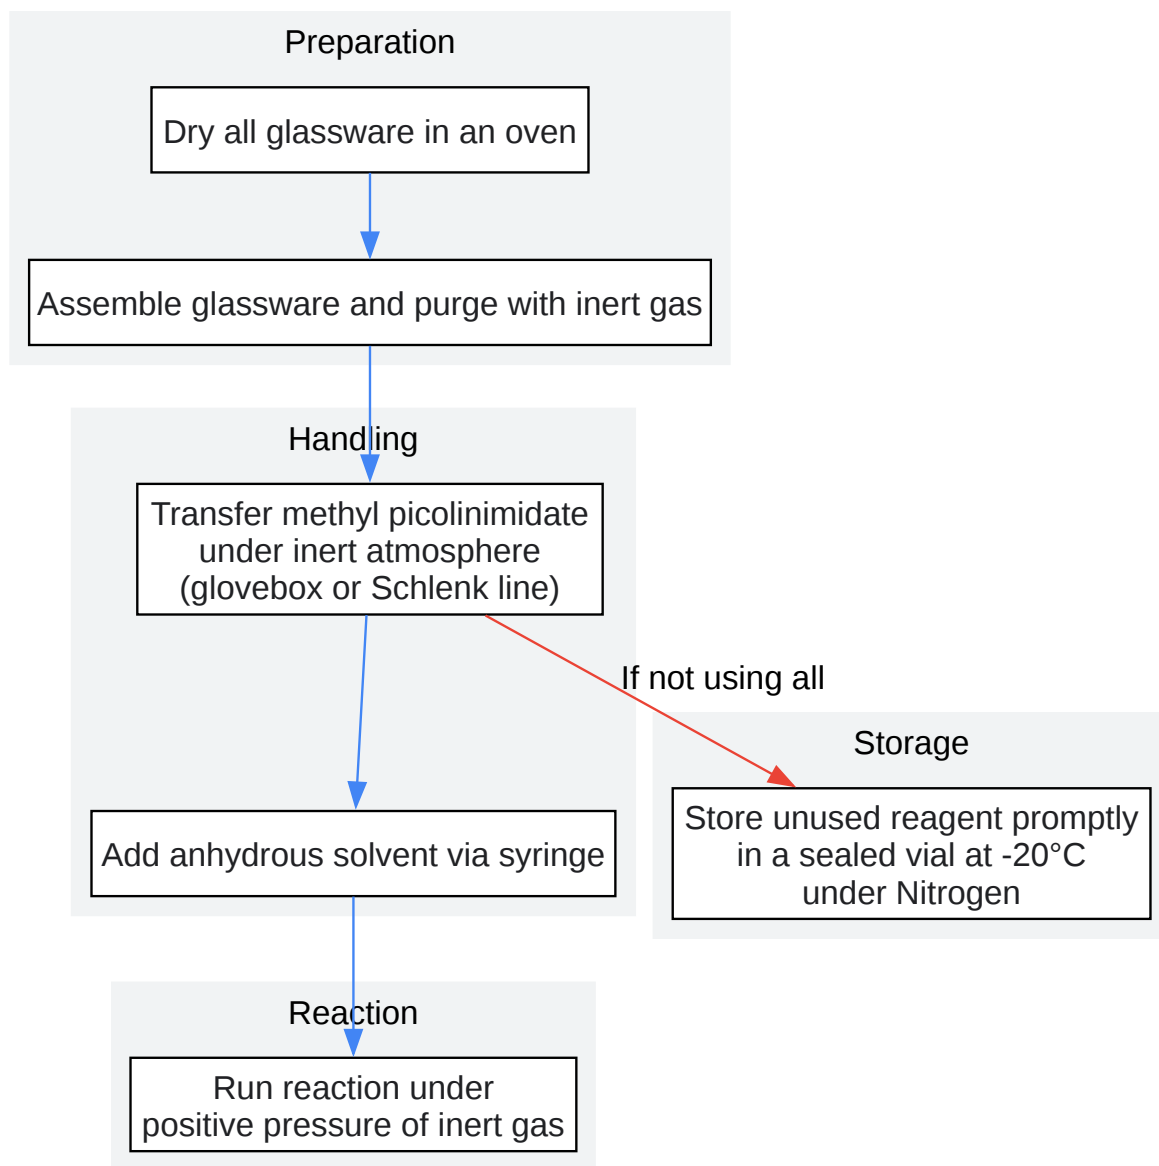 Preparation
Dry all glassware in an oven
Assemble glassware and purge with inert gas
Handling
Transfer methyl picolinimidate
under inert atmosphere
(glovebox or Schlenk line)
If not using all
Storage
Store unused reagent promptly
in a sealed vial at -20°C
under Nitrogen
Add anhydrous solvent via syringe
Reaction
Run reaction under
positive pressure of inert gas